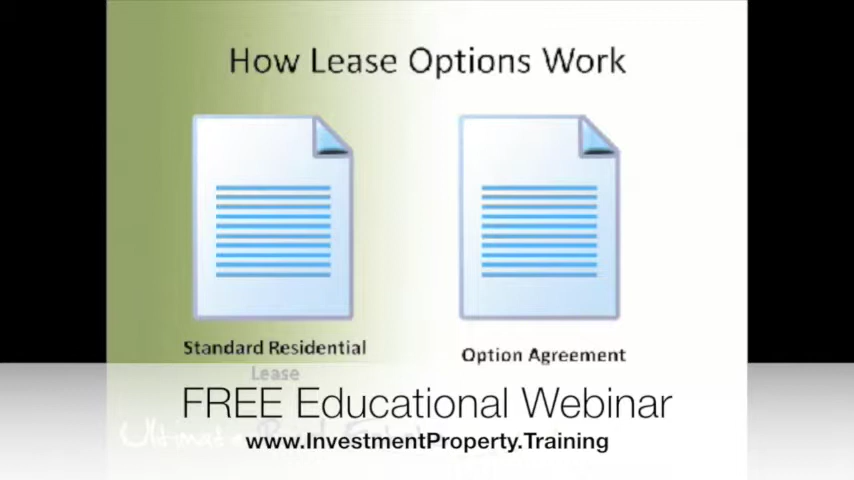 How Lease Options Work
Standard Residential
Lease
Option Agreement
FREE Educational Webinar
www.InvestmentProperty.Training